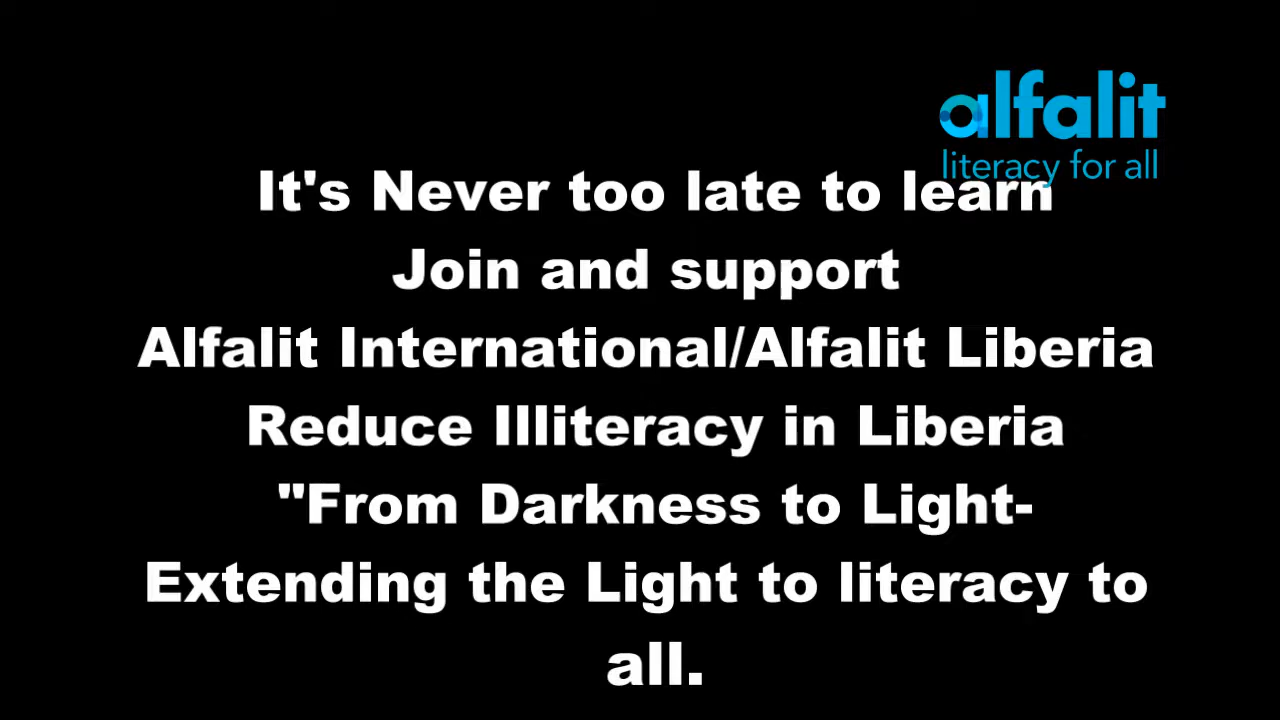 alfalit
literacy for all
It's Never too late to learn
Join and support
Alfalit International/Alfalit Liberia
Reduce Illiteracy in Liberia
"From Darkness to Light-
Extending the Light to literacy to
all.